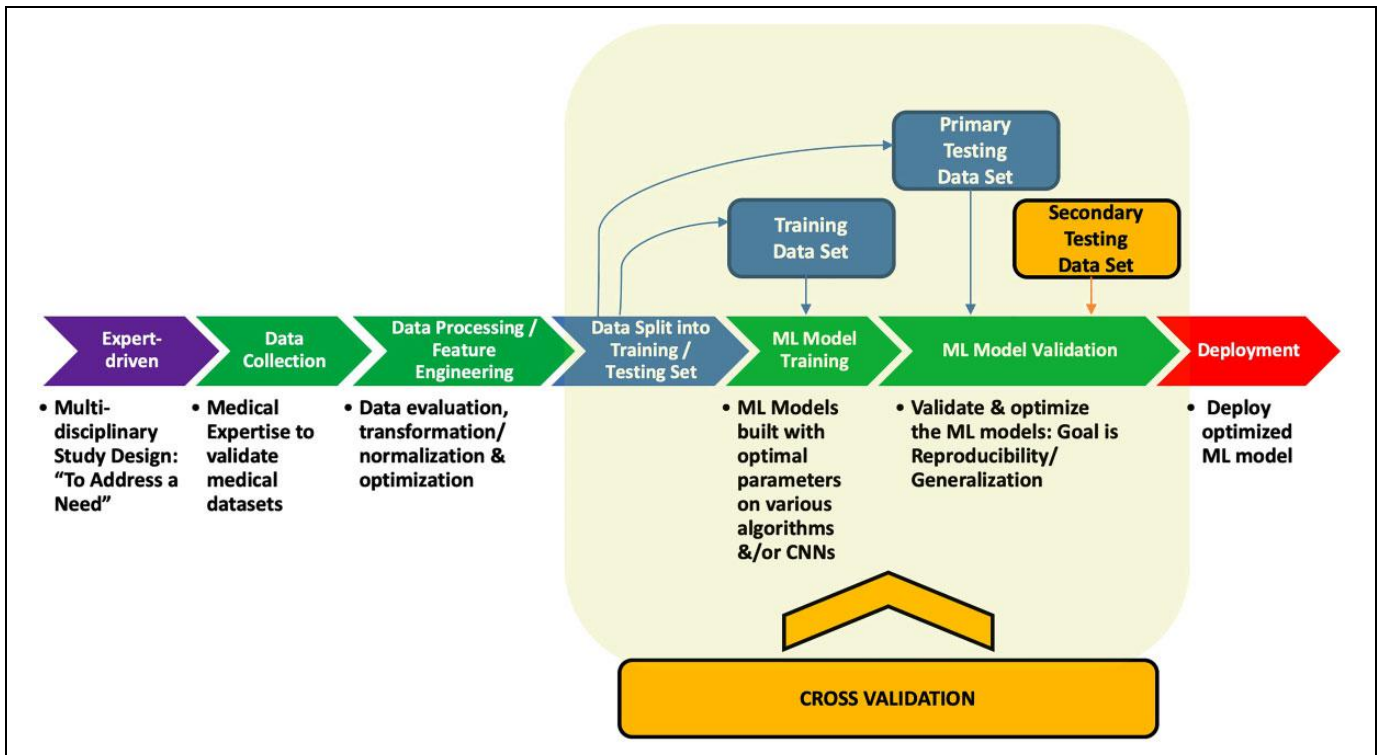 Primary
Testing
Data Set
Training
Data Set
Secondary
Testing
Data Set
Expert-
driven
Data
Collection
Data Processing /
Feature
Engineering
Data Split into
Training /
Testing Set
ML Model
Training
ML Model Validation
Deployment
• Multi-
disciplinary
Study Design:
“To Address a
Need”
• Medical
Expertise to
validate
medical
datasets
• Data evaluation,
transformation/
normalization &
optimization
• ML Models
built with
optimal
parameters
on various
algorithms
&/or CNNs
• Validate & optimize
the ML models: Goal is
Reproducibility/
Generalization
• Deploy
optimized
ML model
CROSS VALIDATION